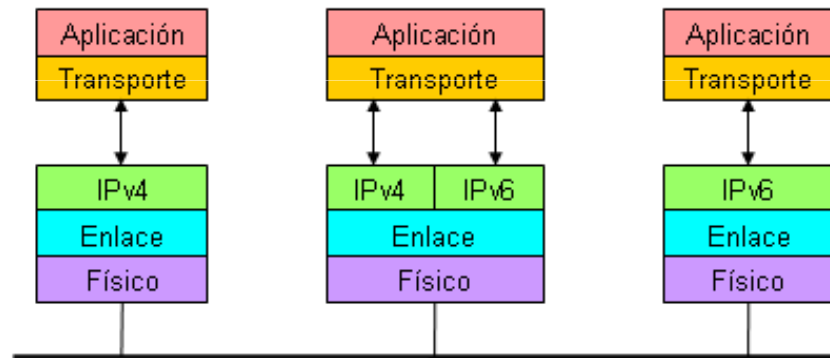 Aplicación
Transporte
IPv4
Enlace
Físico
Aplicación
Transporte
IPv4 IPv6
Enlace
Físico
Aplicación
Transporte
IPv6
Enlace
Físico